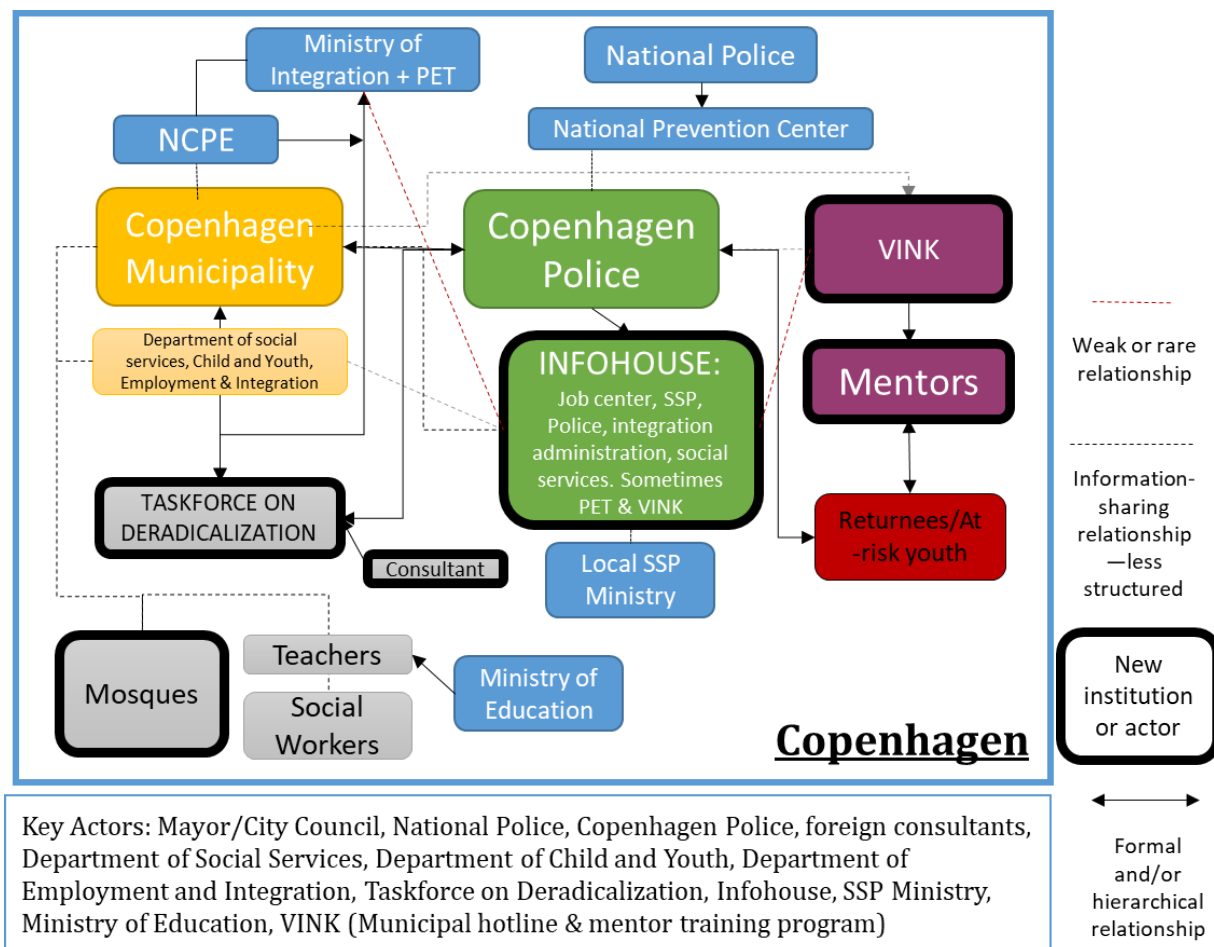 Ministry of
Integration + PET
National Police
NCPE
National Prevention Center
Copenhagen
Municipality
Copenhagen
Police
VINK
Department of social
services, Child and Youth,
Employment & Integration
INFOHOUSE:
Job center, SSP,
Police, integration
administration, social
services. Sometimes
PET & VINK
Mentors
TASKFORCE ON
DERADICALIZATION
Consultant
Local SSP
Ministry
Returnees/At
-risk youth
Mosques
Teachers
Social
Workers
Ministry of
Education
Copenhagen
Weak or rare
relationship
Information-
sharing
relationship
—less
structured
New
institution
or actor
Formal
and/or
hierarchical
relationship
Key Actors: Mayor/City Council, National Police, Copenhagen Police, foreign consultants,
Department of Social Services, Department of Child and Youth, Department of
Employment and Integration, Taskforce on Deradicalization, Infohouse, SSP Ministry,
Ministry of Education, VINK (Municipal hotline & mentor training program)